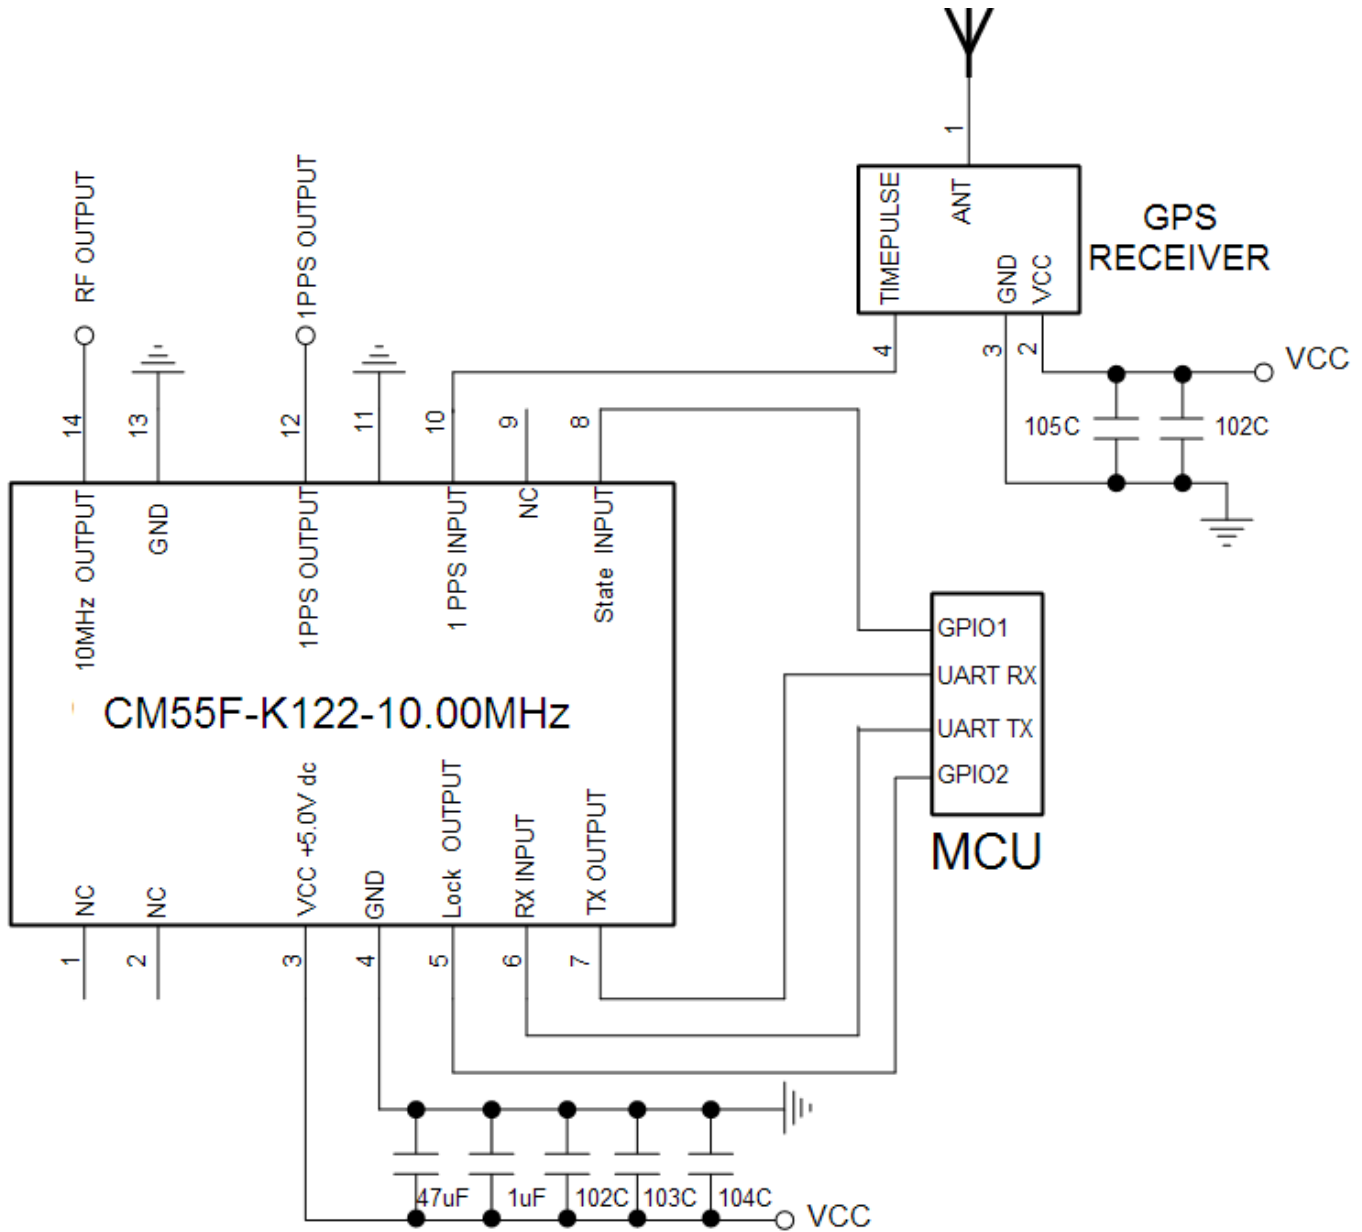 1
TIMEPULSE
ANT
GND
VCC
GPS
RECEIVER
4
3
2
VCC
105C
102C
RF OUTPUT
1PPS OUTPUT
14
13
12
11
10
9
8
10MHz OUTPUT
GND
1PPS OUTPUT
1 PPS INPUT
NC
State INPUT
CM55F-K122-10.00MHz
GPIO1
UART RX
UART TX
GPIO2
MCU
NC
NC
VCC +5.0V dc
GND
Lock OUTPUT
RX INPUT
TX OUTPUT
1
2
3
4
5
6
7
47uF
1uF
102C
103C
104C
VCC